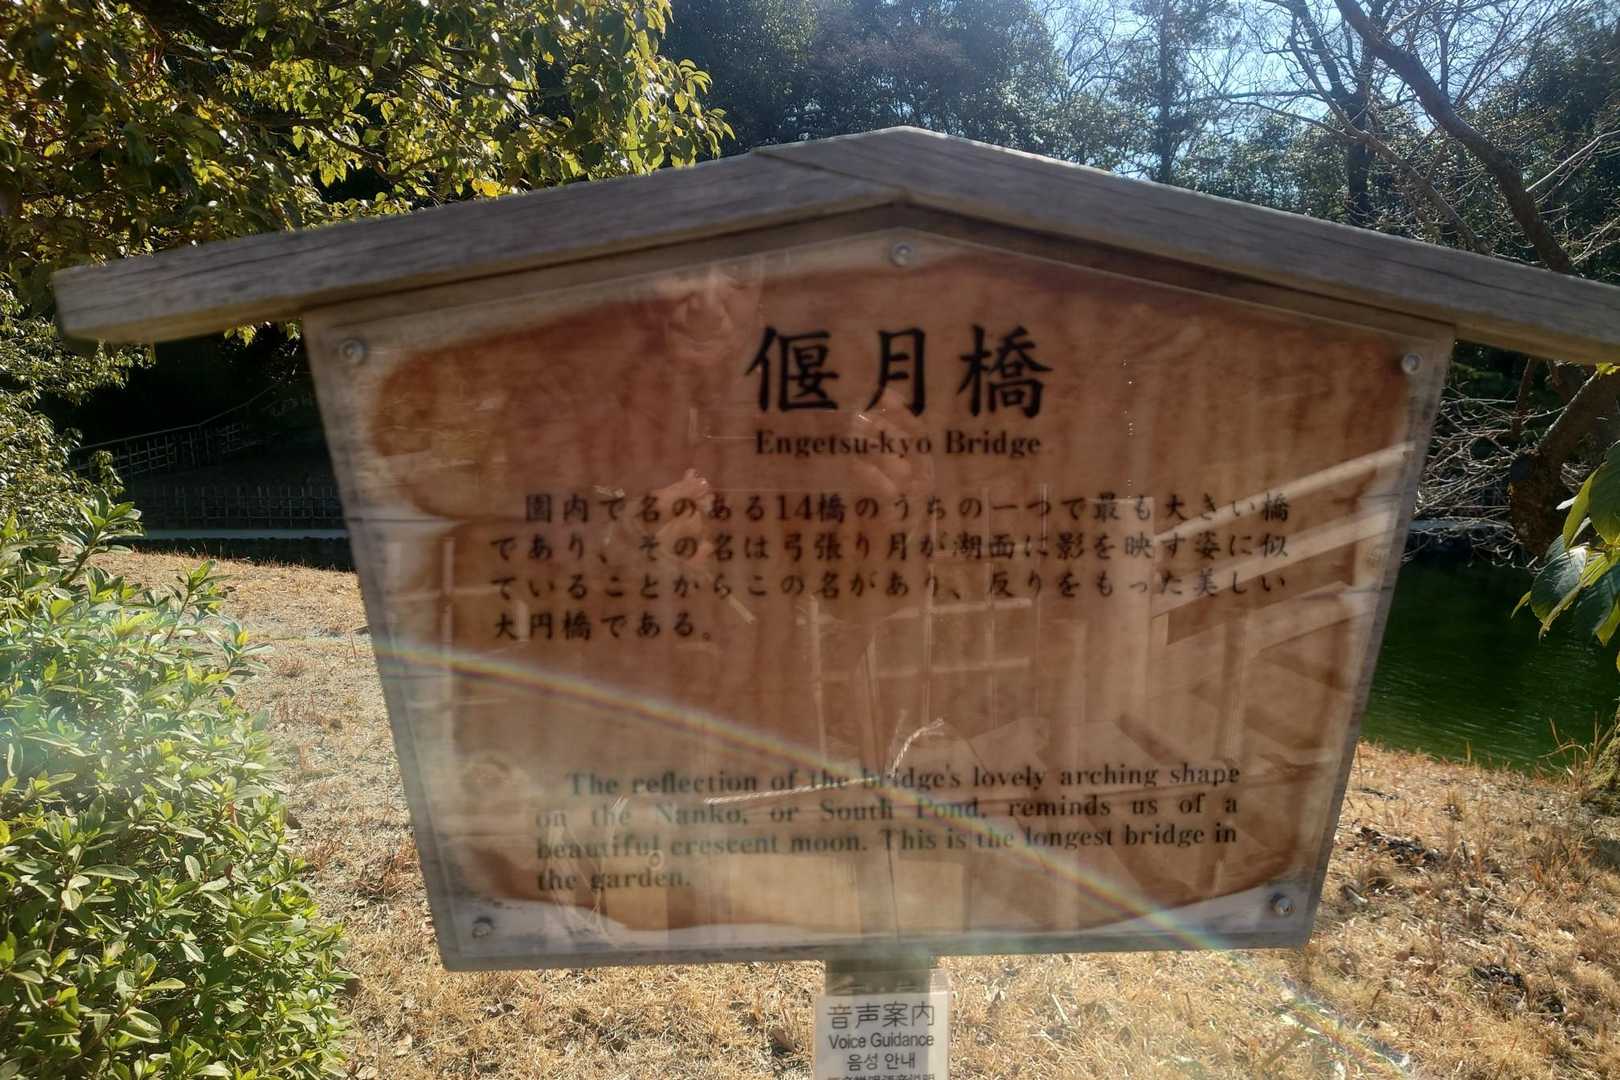 偃月橋
Engetsu-kyo Bridge
園内で名のある14橋のうちの一つで最も大きい橋
であり、その名は弓張り月が湖面に影を映す姿に似
ていることからこの名があり、反りをもった美しい
大円橋である。
The reflection of the bridge's lovely arching shape
on the Nanko, or South Pond, reminds us of a
beautiful crescent moon. This is the longest bridge in
the garden.
音声案内
Voice Guidance
음성 안내